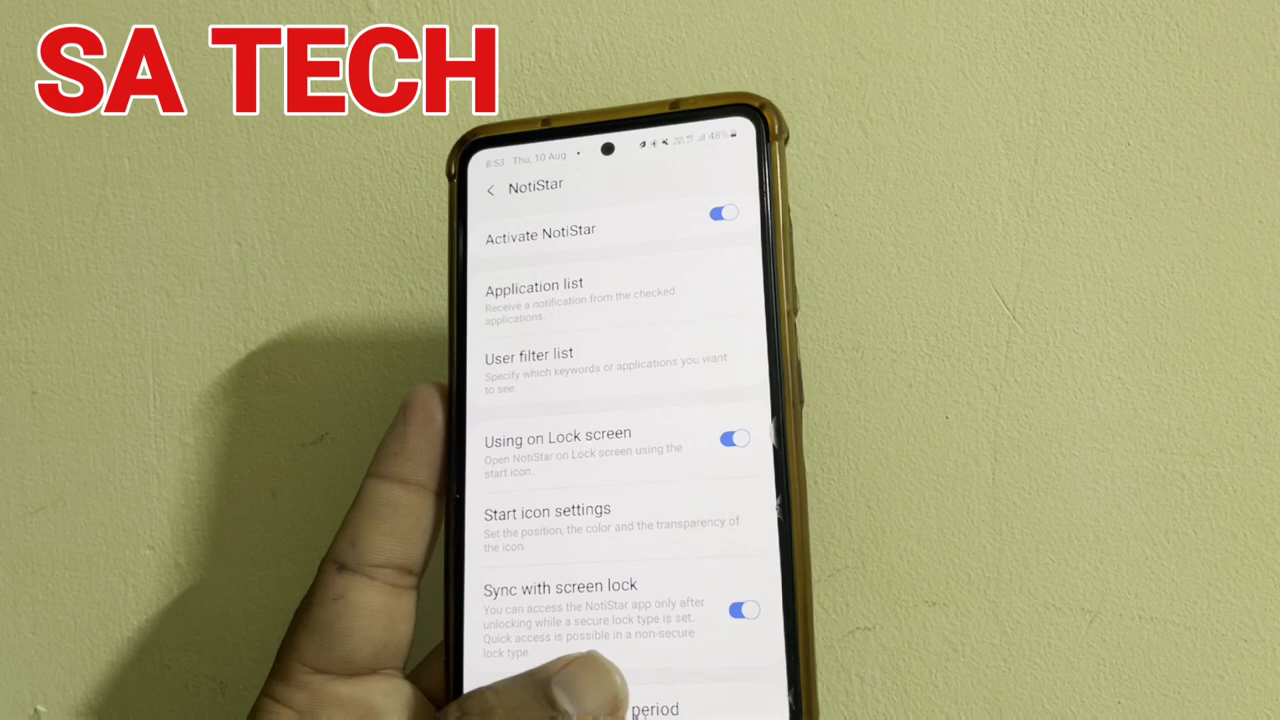 SA TECH
8:53 Thu, 10 Aug • 48%
NotiStar
Activate NotiStar
Application list
Receive a notification from the checked
applications.
User filter list
Specify which keywords or applications you want
to see.
Using on Lock screen
Open NotiStar on Lock screen using the
start icon.
Start icon settings
Set the position, the color and the transparency of
the icon.
Sync with screen lock
You can access the NotiStar app only after
unlocking while a secure lock type is set.
Quick access is possible in a non-secure
lock type.
period